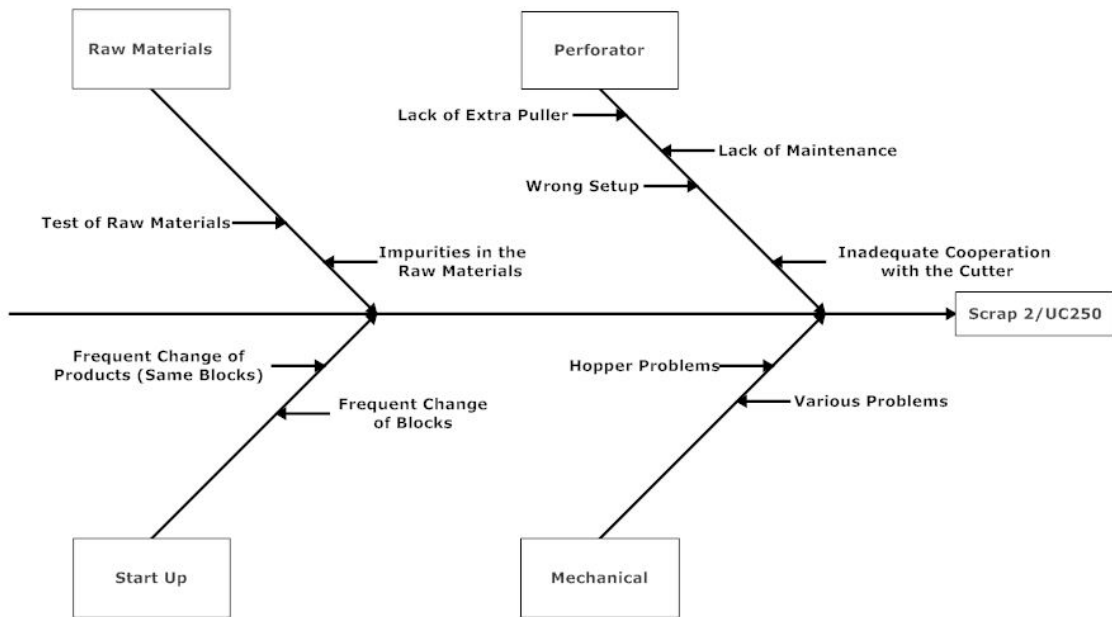 Raw Materials
Perforator
Lack of Extra Puller
Lack of Maintenance
Wrong Setup
Test of Raw Materials
Impurities in the
Raw Materials
Inadequate Cooperation
with the Cutter
Scrap 2/UC250
Frequent Change of
Products (Same Blocks)
Frequent Change
of Blocks
Hopper Problems
Various Problems
Start Up
Mechanical